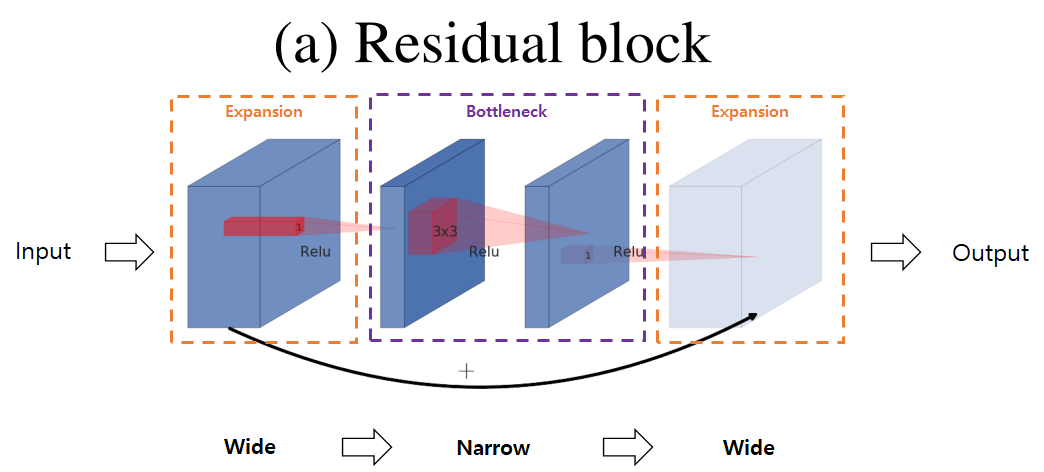 (a) Residual block
Expansion
Bottleneck
Expansion
1
Relu
3x3
Relu
1
Relu
Input
Output
+
Wide
Narrow
Wide